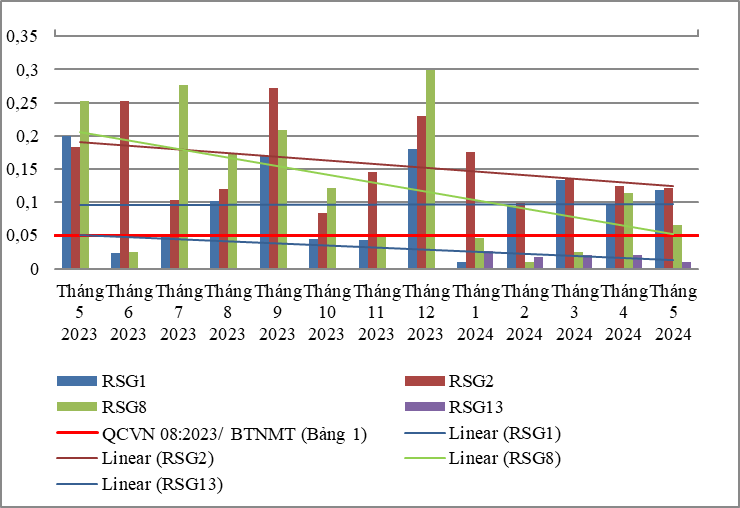 0,35
0,3
0,25
0,2
0,15
0,1
0,05
0
Tháng Tháng Tháng Tháng Tháng Tháng Tháng Tháng Tháng Tháng Tháng Tháng Tháng
5 6 7 8 9 10 11 12 1 2 3 4 5
2023 2023 2023 2023 2023 2023 2023 2023 2024 2024 2024 2024 2024
RSG1 RSG2
RSG8 RSG13
QCVN 08:2023/ BTNMT (Bảng 1) Linear (RSG1)
Linear (RSG2) Linear (RSG8)
Linear (RSG13)